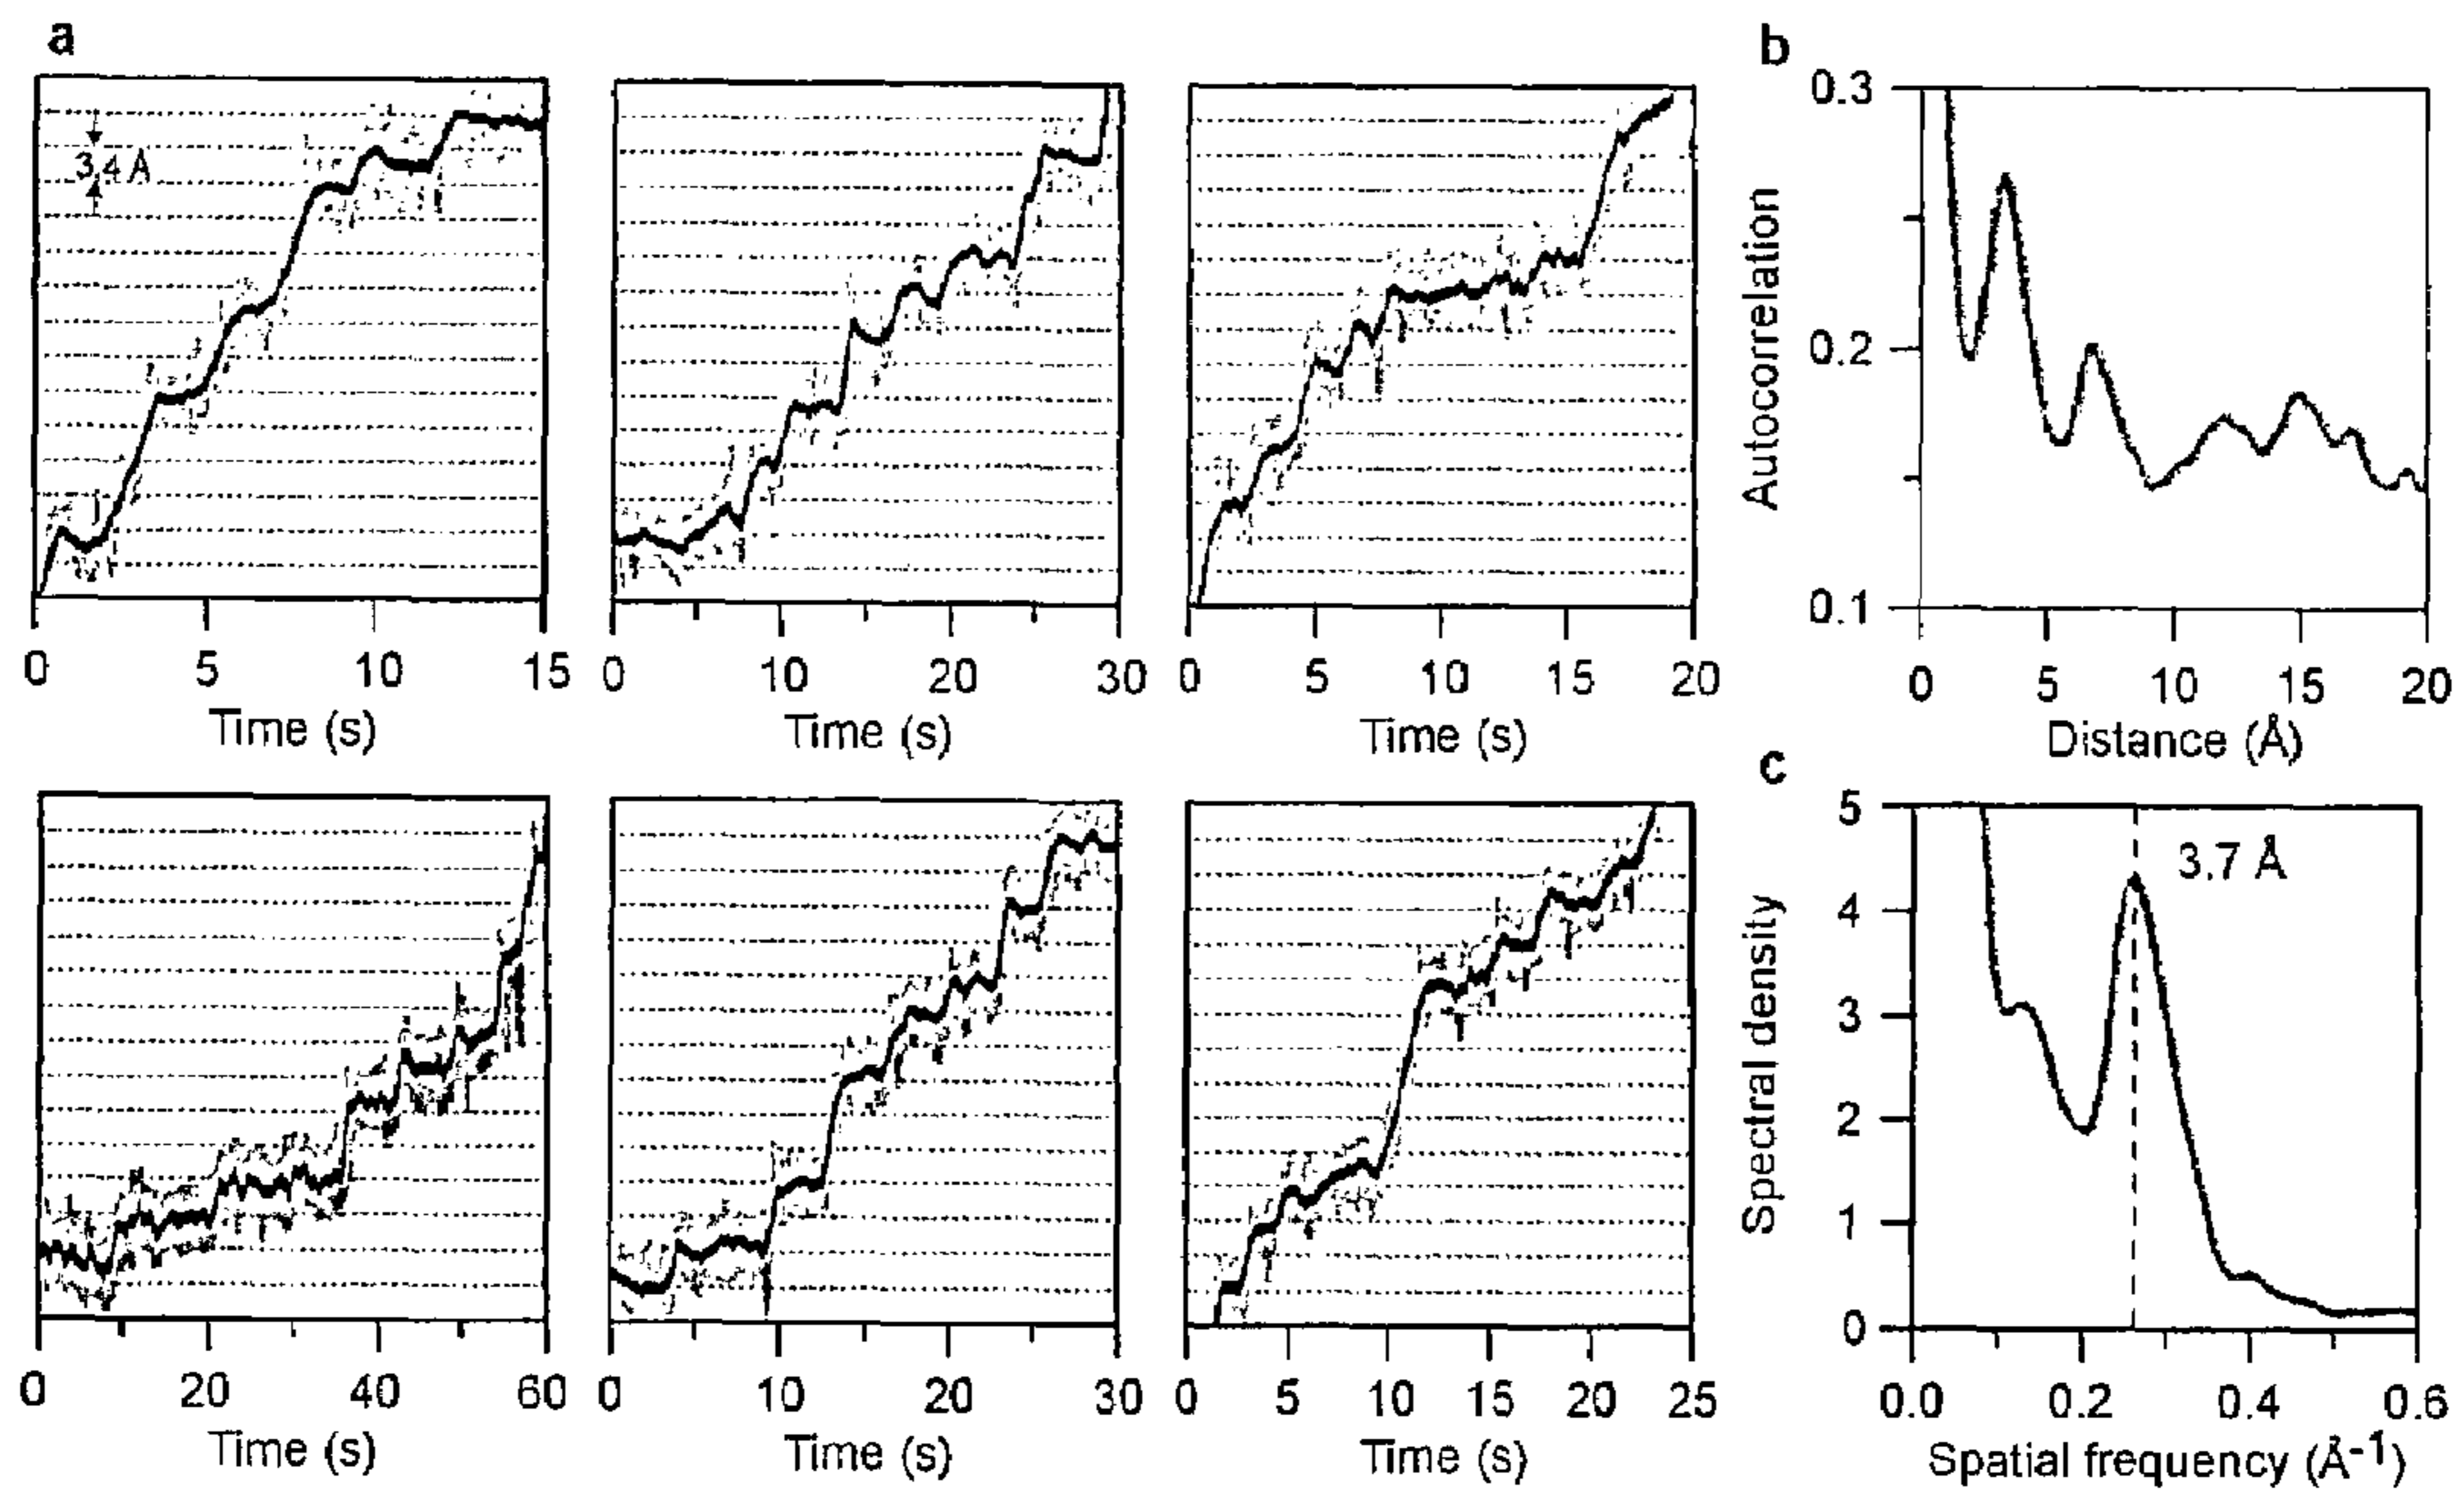 a
3.4 Å
0 5 10 15
Time (s)
0 10 20 30
Time (s)
0 5 10 15 20
Time (s)
b
0.3
0.2
0.1
Autocorrelation
0 5 10 15 20
Distance (Å)
0 20 40 60
Time (s)
0 10 20 30
Time (s)
0 5 10 15 20 25
Time (s)
c
5
4
3
2
1
0
Spectral density
3.7 Å
0.0 0.2 0.4 0.6
Spatial frequency (Å-1)